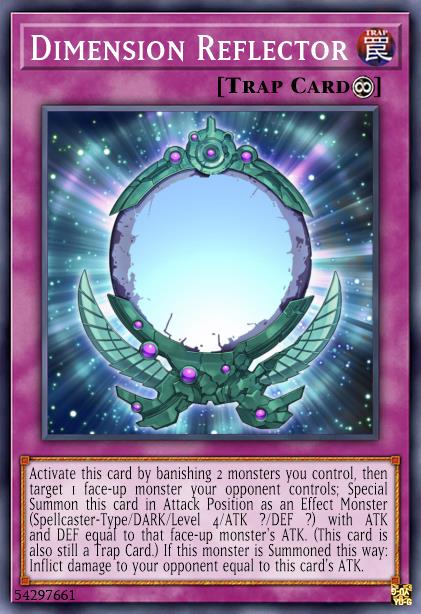 DIMENSION REFLECTOR
TRAP
罠
[TRAP CARD♾]
Activate this card by banishing 2 monsters you control, then
target 1 face-up monster your opponent controls; Special
Summon this card in Attack Position as an Effect Monster
(Spellcaster-Type/DARK/Level 4/ATK ?/DEF ?) with ATK
and DEF equal to that face-up monster's ATK. (This card is
also still a Trap Card.) If this monster is Summoned this way:
Inflict damage to your opponent equal to this card's ATK.
54297661